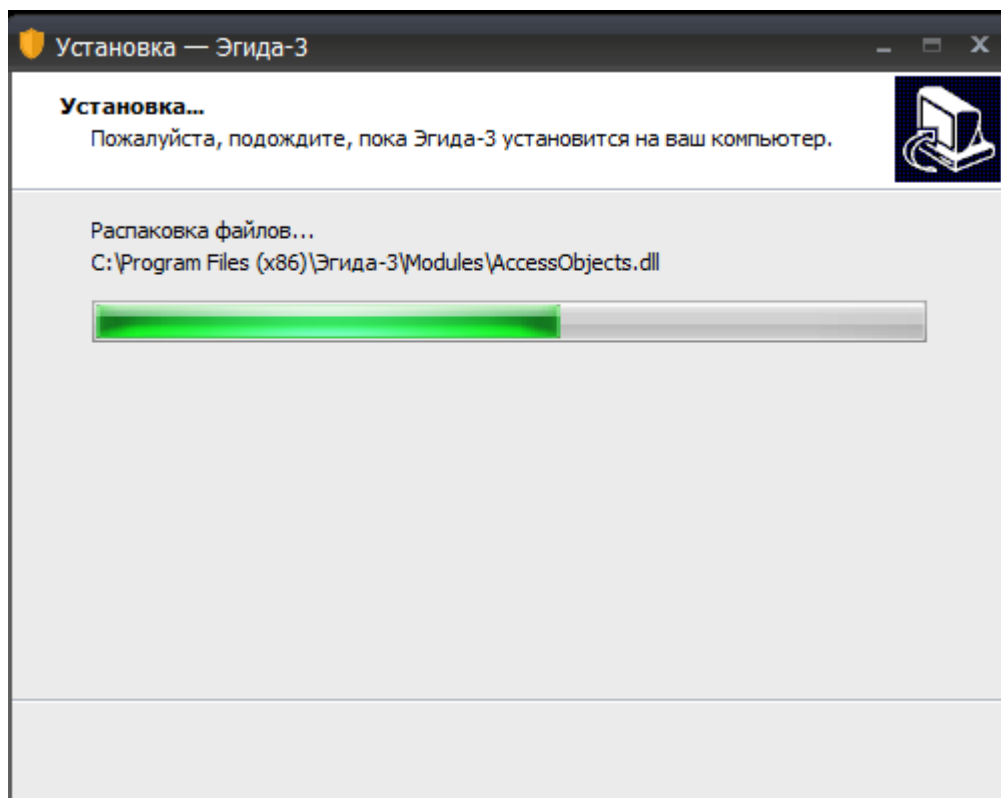 Установка — Эгида-3
Установка...
Пожалуйста, подождите, пока Эгида-3 установится на ваш компьютер.
Распаковка файлов...
C:\Program Files (x86)\Эгида-3\Modules\AccessObjects.dll